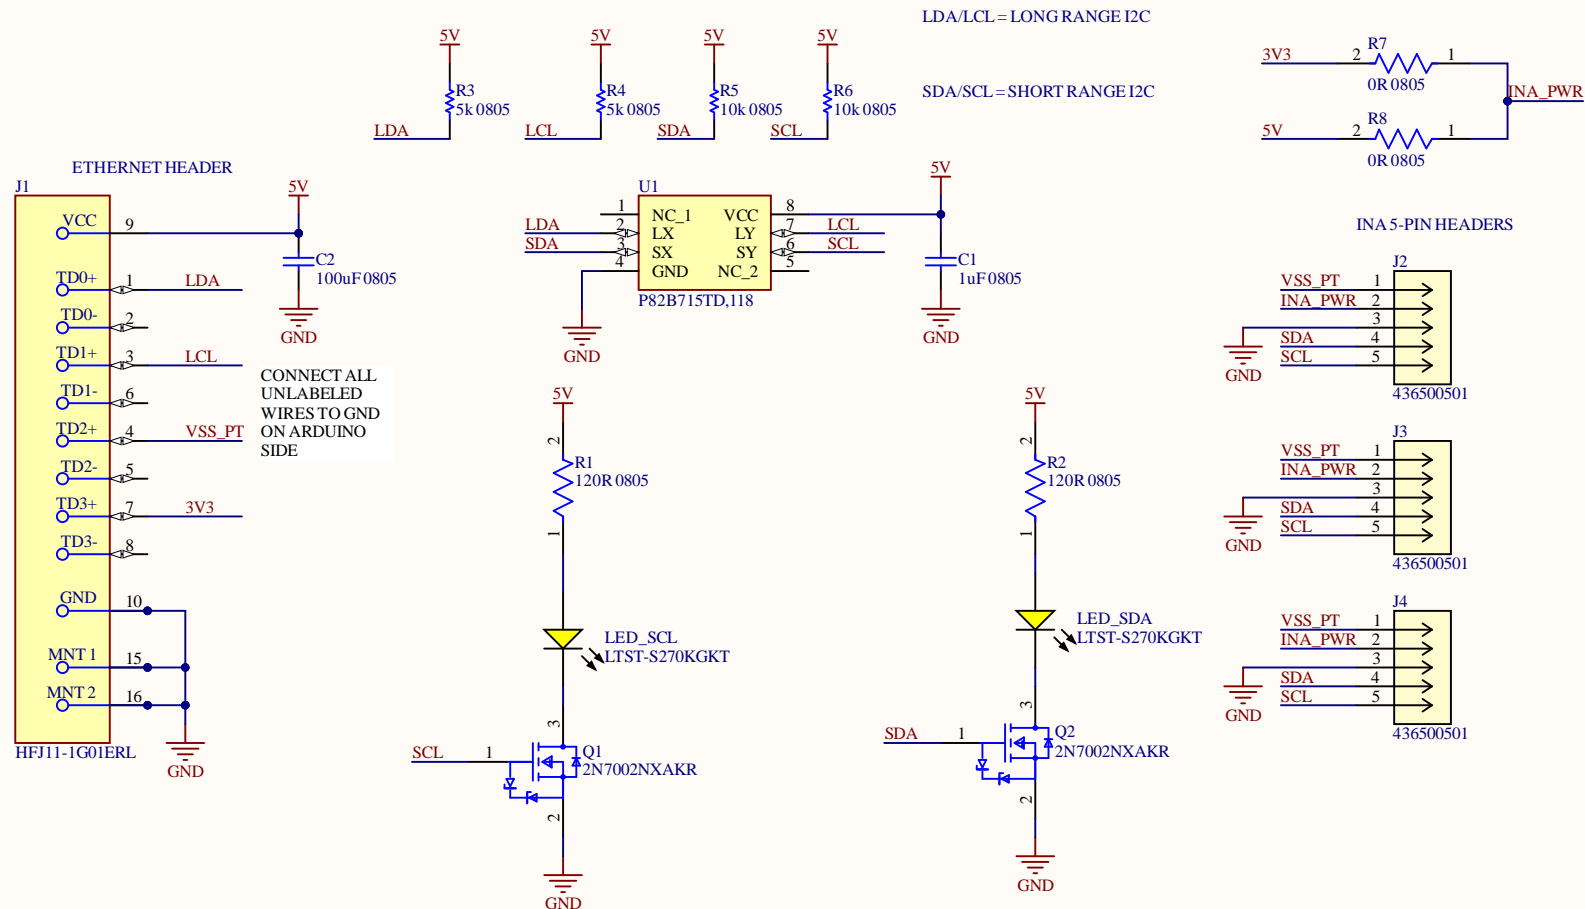 LDA/LCL = LONG RANGE I2C
SDA/SCL = SHORT RANGE I2C
5V
R3
5k 0805
LDA
5V
R4
5k 0805
LCL
5V
R5
10k 0805
SDA
5V
R6
10k 0805
SCL
3V3
2
R7
1
0R 0805
INA_PWR
5V
2
R8
1
0R 0805
ETHERNET HEADER
J1
VCC
9
TD0+
1
LDA
TD0-
2
TD1+
3
LCL
TD1-
6
TD2+
4
VSS_PT
TD2-
5
TD3+
7
3V3
TD3-
8
GND
10
MNT 1
15
MNT 2
16
HFJ11-1G01ERL
GND
5V
C2
100uF 0805
GND
CONNECT ALL
UNLABELED
WIRES TO GND
ON ARDUINO
SIDE
U1
1
NC_1
VCC
8
LDA
2
LX
LY
7
LCL
SDA
3
SX
SY
6
SCL
4
GND
NC_2
5
P82B715TD,118
GND
5V
C1
1uF 0805
GND
5V
2
R1
120R 0805
1
LED_SCL
LTST-S270KGKT
3
SCL
1
Q1
2N7002NXAKR
2
GND
5V
2
R2
120R 0805
1
LED_SDA
LTST-S270KGKT
3
SDA
1
Q2
2N7002NXAKR
2
GND
INA 5-PIN HEADERS
J2
VSS_PT
1
INA_PWR
2
3
SDA
4
SCL
5
GND
436500501
J3
VSS_PT
1
INA_PWR
2
3
SDA
4
SCL
5
GND
436500501
J4
VSS_PT
1
INA_PWR
2
3
SDA
4
SCL
5
GND
436500501